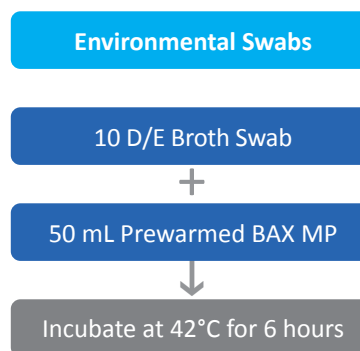 Environmental Swabs
10 D/E Broth Swab
+
50 mL Prewarmed BAX MP
Incubate at 42°C for 6 hours